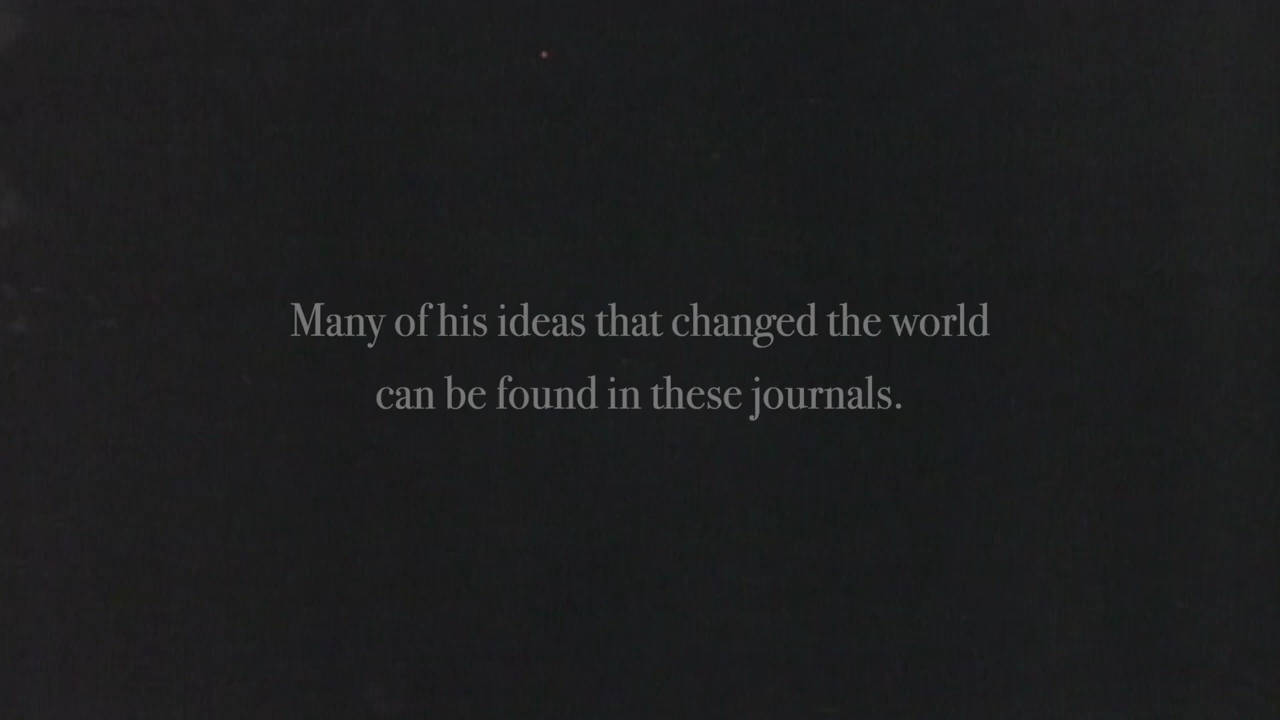 Many of his ideas that changed the world
can be found in these journals.